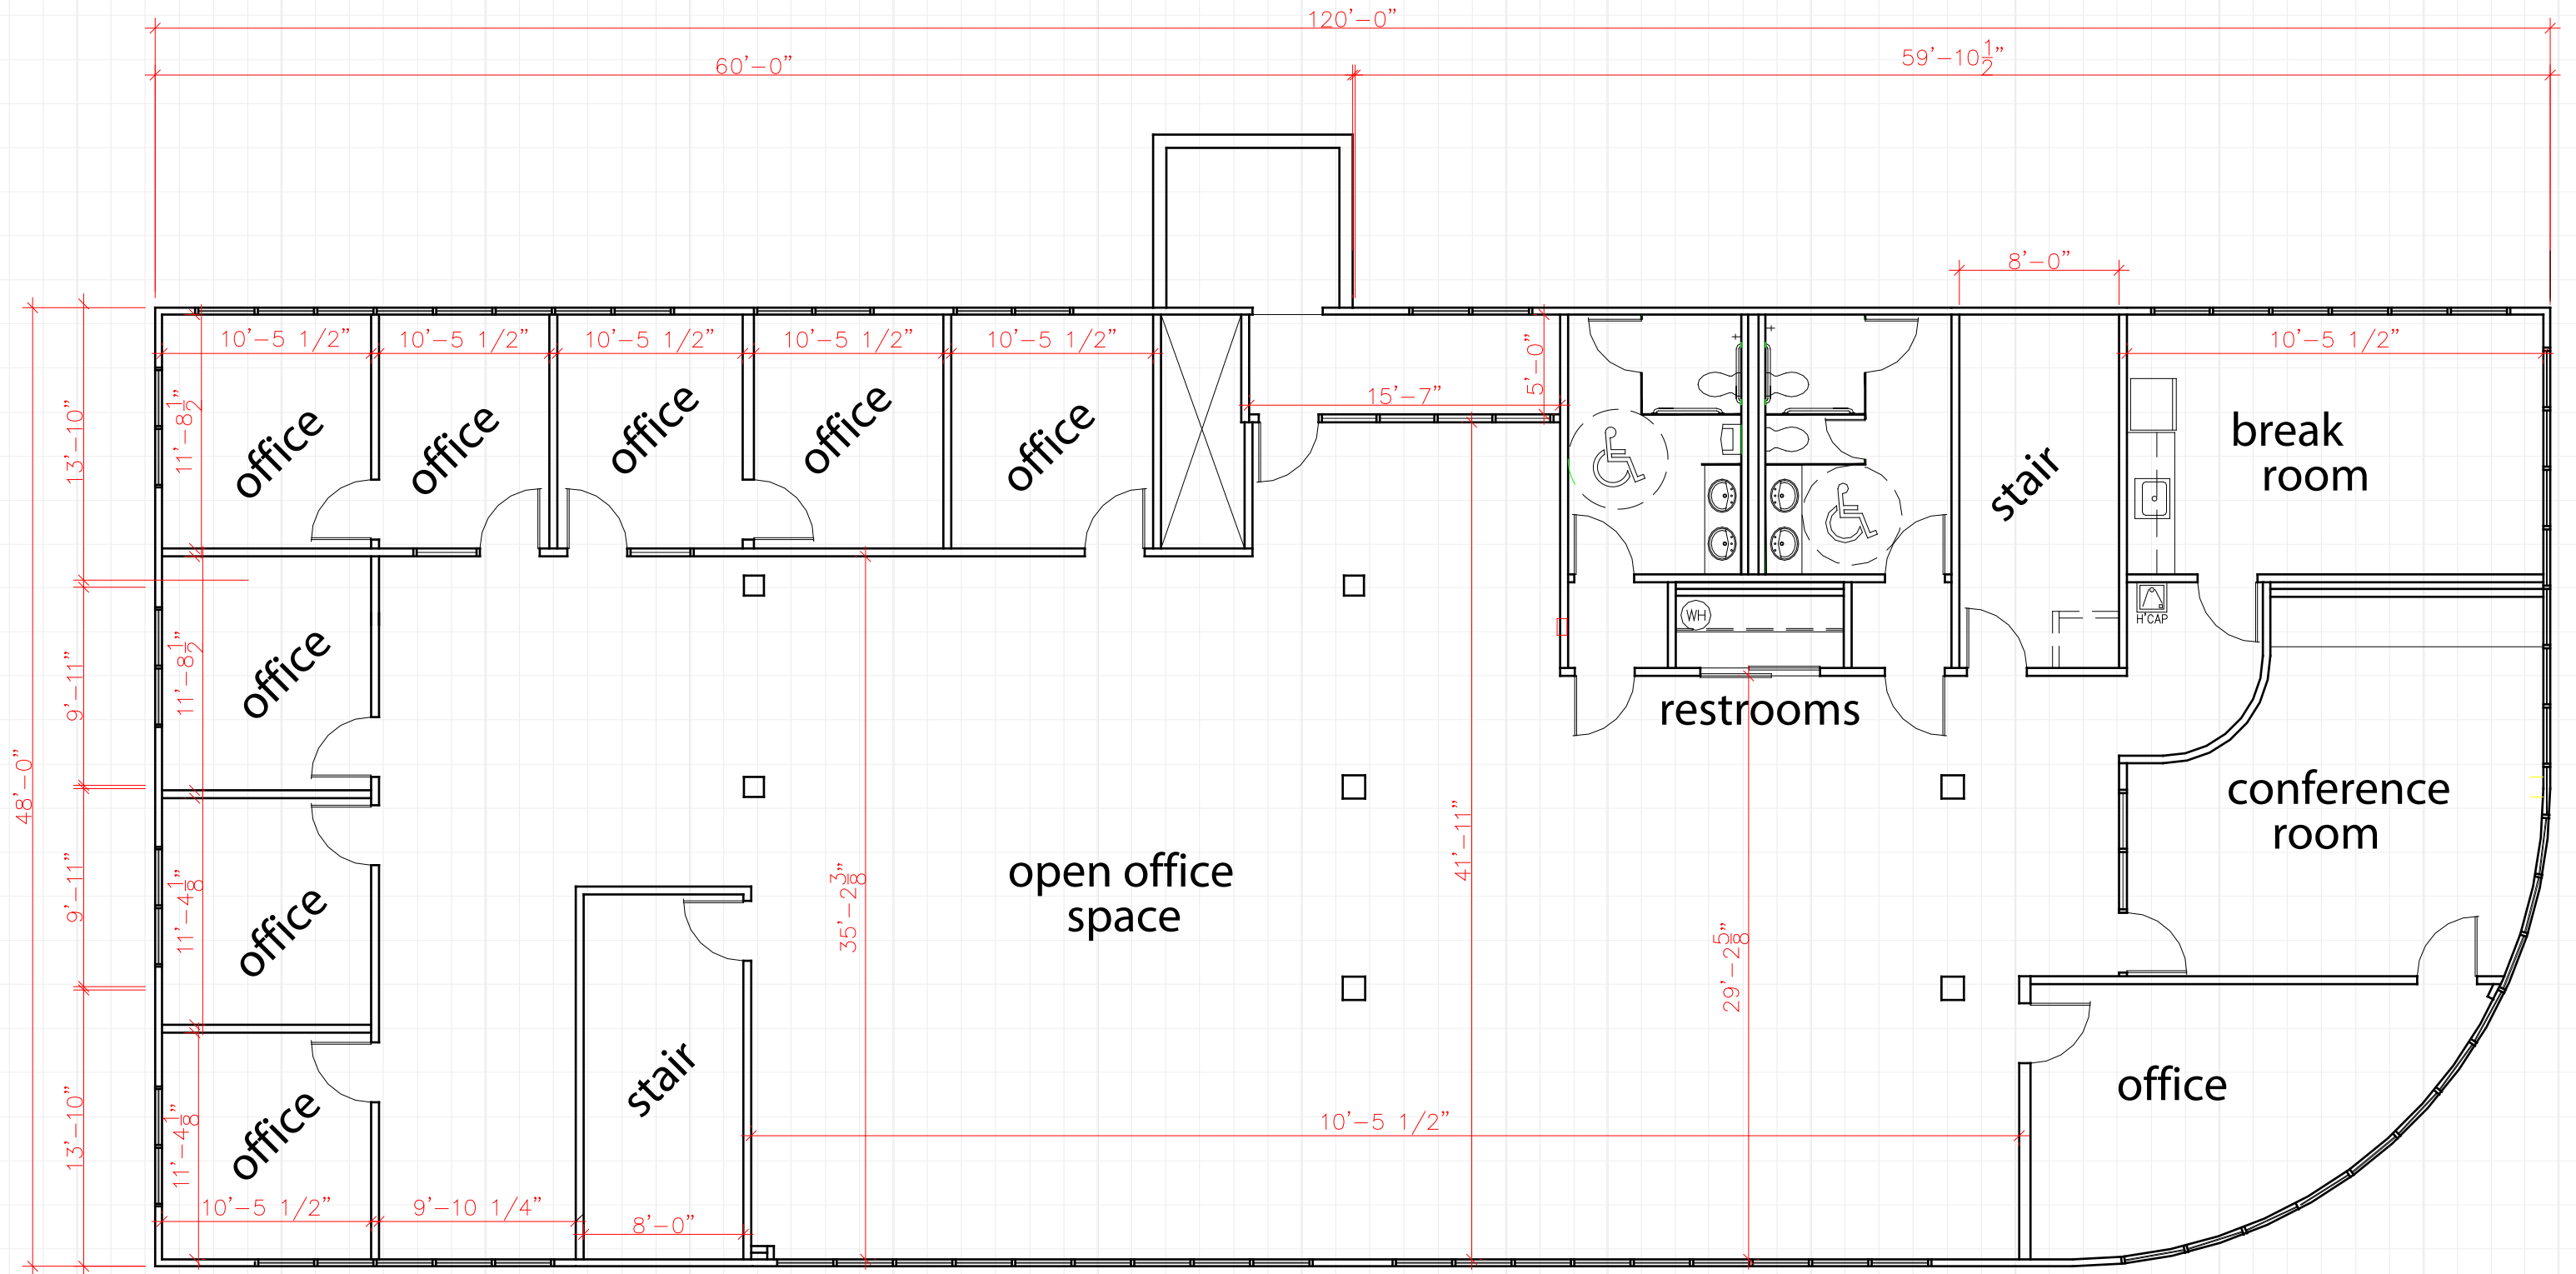 120'-0"
60'-0"
59'-10 1/2"
8'-0"
10'-5 1/2"
10'-5 1/2"
10'-5 1/2"
10'-5 1/2"
10'-5 1/2"
10'-5 1/2"
15'-7"
5'-0"
13'-10"
11'-8 1/2"
office
office
office
office
office
stair
break
room
WH
H'CAP
9'-11"
11'-8 1/2"
office
restrooms
48'-0"
conference
room
41'-11"
9'-11"
11'-4 1/8"
office
35'-2 3/8"
open office
space
29'-2 5/8"
13'-10"
11'-4 1/8"
office
stair
office
10'-5 1/2"
10'-5 1/2"
9'-10 1/4"
8'-0"